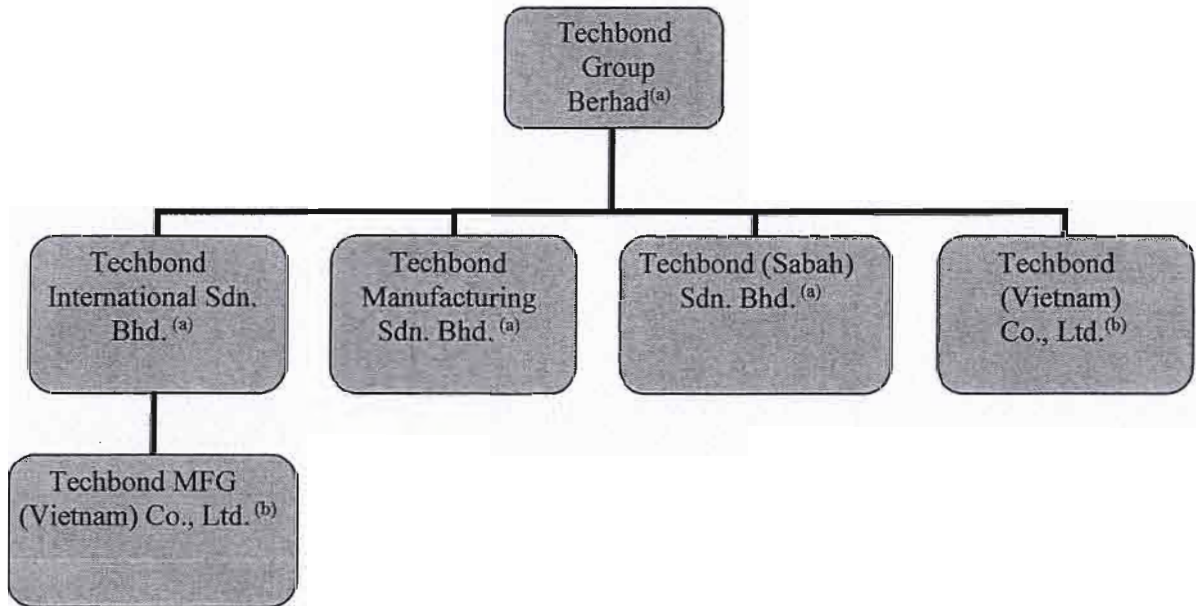 Techbond
Group
Berhad(a)
Techbond
International Sdn.
Bhd. (a)
Techbond
Manufacturing
Sdn. Bhd. (a)
Techbond (Sabah)
Sdn. Bhd. (a)
Techbond
(Vietnam)
Co., Ltd.(b)
Techbond MFG
(Vietnam) Co., Ltd. (b)